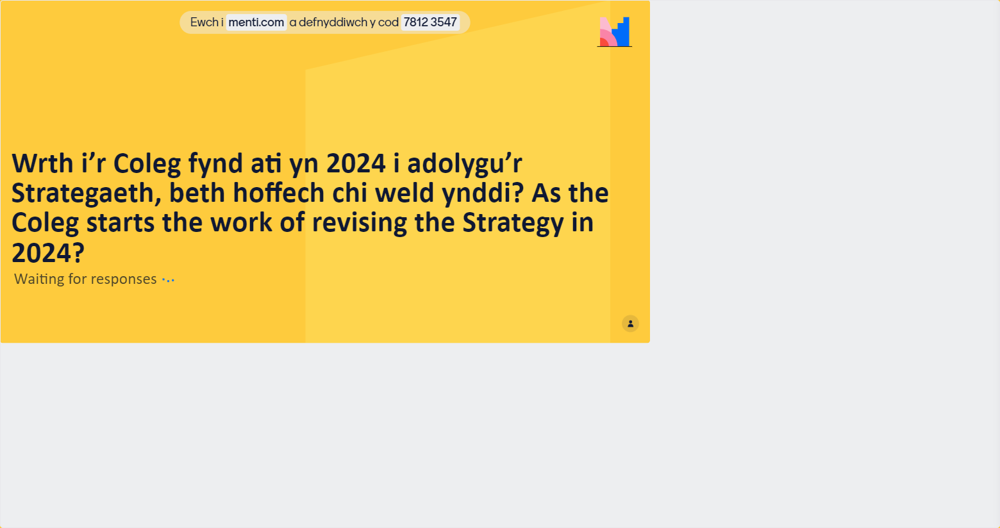 Ewch i menti.com a defnyddiwch y cod 7812 3547
Wrth i’r Coleg fynd ati yn 2024 i adolygu’r
Strategaeth, beth hoffech chi weld ynddi? As the
Coleg starts the work of revising the Strategy in
2024?
Waiting for responses